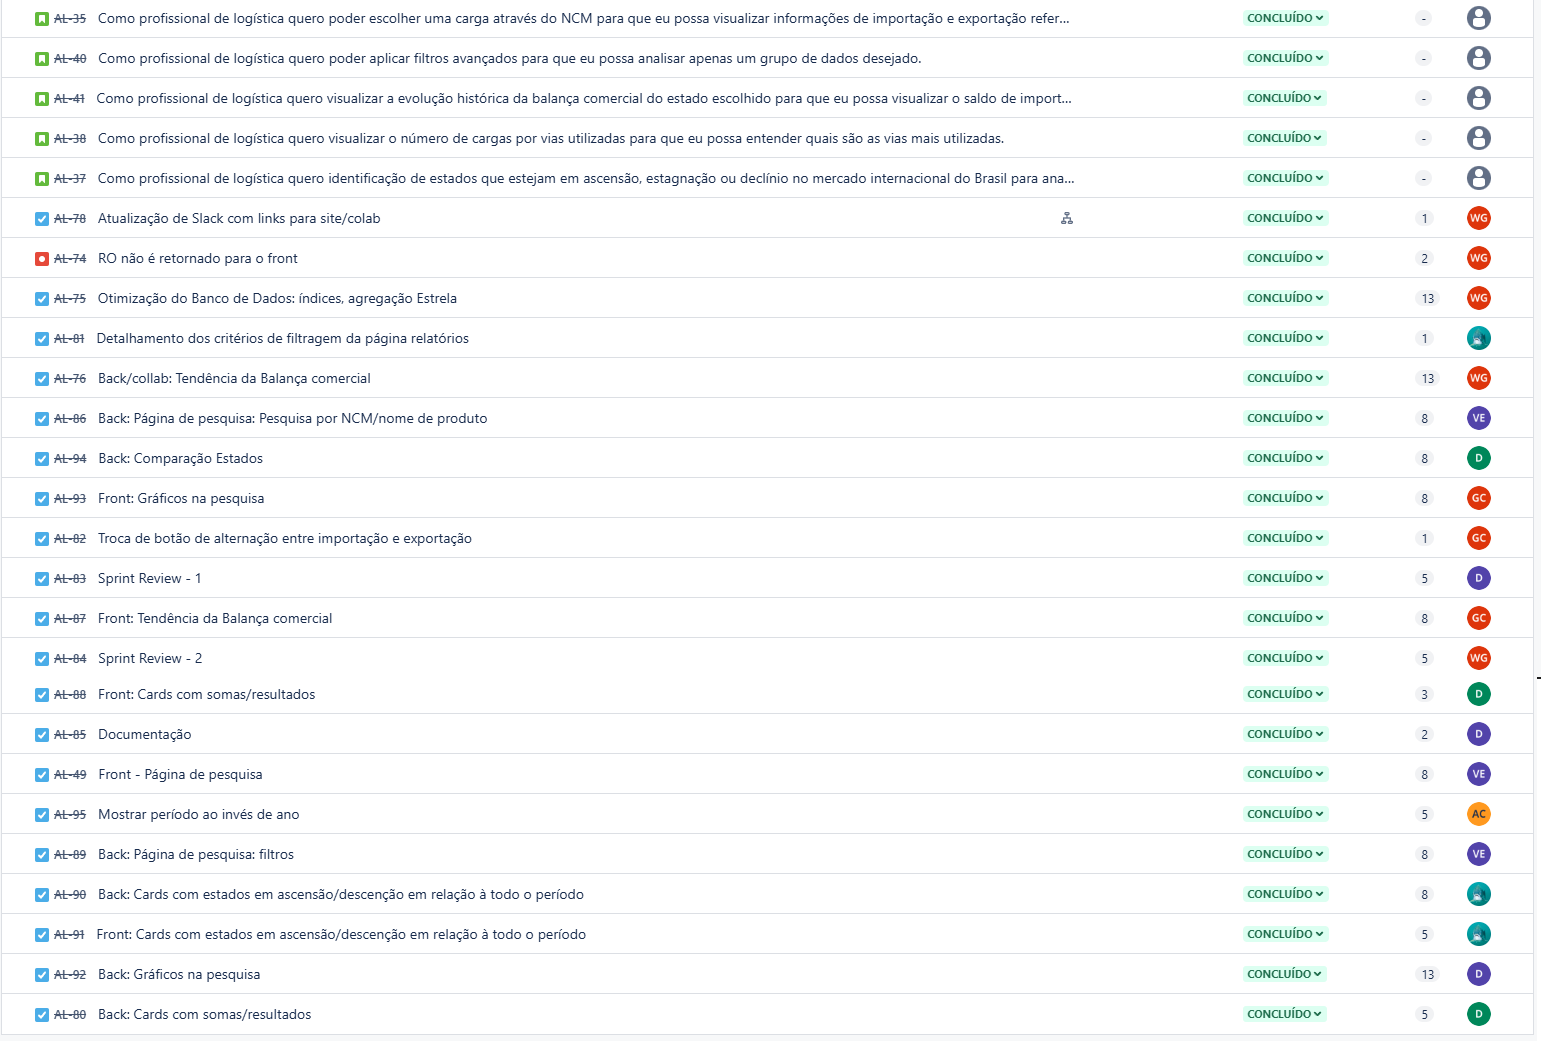 AL-35 Como profissional de logística quero poder escolher uma carga através do NCM para que eu possa visualizar informações de importação e exportação refer... CONCLUÍDO -
AL-40 Como profissional de logística quero poder aplicar filtros avançados para que eu possa analisar apenas um grupo de dados desejado. CONCLUÍDO -
AL-41 Como profissional de logística quero visualizar a evolução histórica da balança comercial do estado escolhido para que eu possa visualizar o saldo de import... CONCLUÍDO -
AL-38 Como profissional de logística quero visualizar o número de cargas por vias utilizadas para que eu possa entender quais são as vias mais utilizadas. CONCLUÍDO -
AL-37 Como profissional de logística quero identificação de estados que estejam em ascensão, estagnação ou declínio no mercado internacional do Brasil para ana... CONCLUÍDO -
AL-78 Atualização de Slack com links para site/colab CONCLUÍDO 1 WG
AL-74 RO não é retornado para o front CONCLUÍDO 2 WG
AL-75 Otimização do Banco de Dados: índices, agregação Estrela CONCLUÍDO 13 WG
AL-81 Detalhamento dos critérios de filtragem da página relatórios CONCLUÍDO 1
AL-76 Back/collab: Tendência da Balança comercial CONCLUÍDO 13 WG
AL-86 Back: Página de pesquisa: Pesquisa por NCM/nome de produto CONCLUÍDO 8 VE
AL-94 Back: Comparação Estados CONCLUÍDO 8 D
AL-93 Front: Gráficos na pesquisa CONCLUÍDO 8 GC
AL-82 Troca de botão de alternação entre importação e exportação CONCLUÍDO 1 GC
AL-83 Sprint Review - 1 CONCLUÍDO 5 D
AL-87 Front: Tendência da Balança comercial CONCLUÍDO 8 GC
AL-84 Sprint Review - 2 CONCLUÍDO 5 WG
AL-88 Front: Cards com somas/resultados CONCLUÍDO 3 D
AL-85 Documentação CONCLUÍDO 2 D
AL-49 Front - Página de pesquisa CONCLUÍDO 8 VE
AL-95 Mostrar período ao invés de ano CONCLUÍDO 5 AC
AL-89 Back: Página de pesquisa: filtros CONCLUÍDO 8 VE
AL-90 Back: Cards com estados em ascensão/descenção em relação à todo o período CONCLUÍDO 8
AL-91 Front: Cards com estados em ascensão/descenção em relação à todo o período CONCLUÍDO 5
AL-92 Back: Gráficos na pesquisa CONCLUÍDO 13 D
AL-80 Back: Cards com somas/resultados CONCLUÍDO 5 D